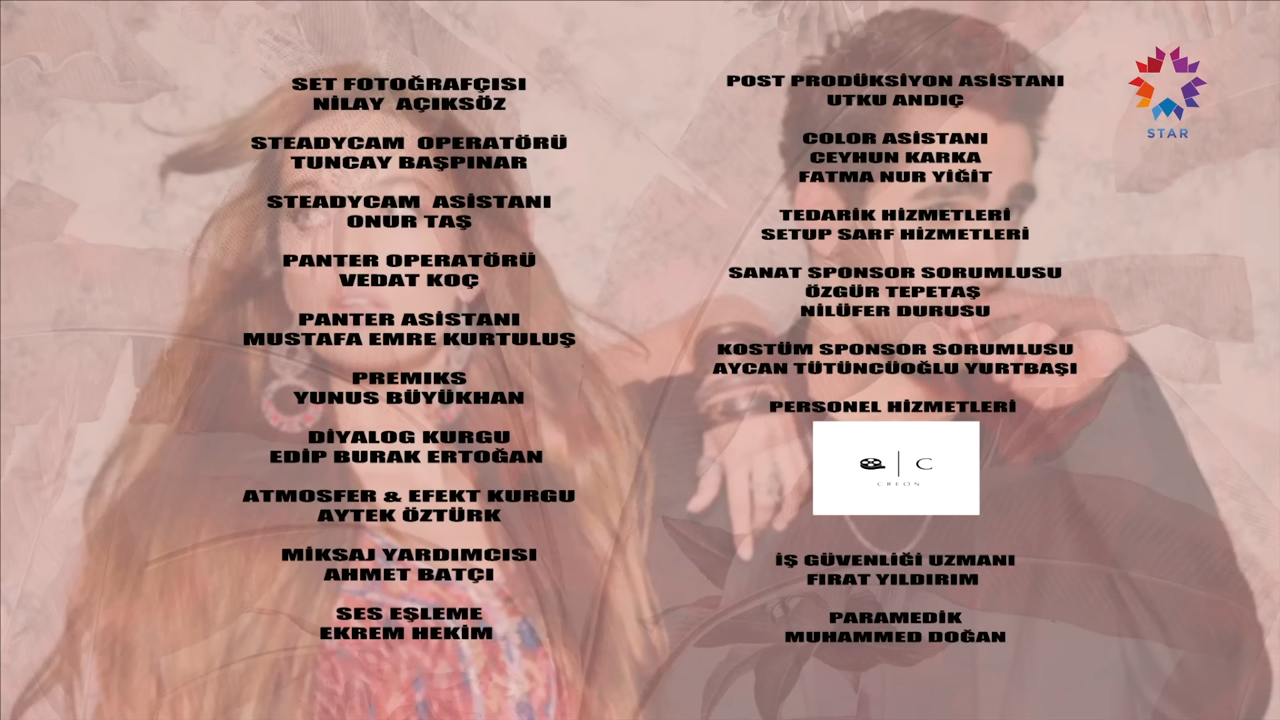 SET FOTOĞRAFÇISI
NİLAY AÇIKSÖZ
STEADYCAM OPERATÖRÜ
TUNCAY BAŞPINAR
STEADYCAM ASİSTANI
ONUR TAŞ
PANTER OPERATÖRÜ
VEDAT KOÇ
PANTER ASİSTANI
MUSTAFA EMRE KURTULUŞ
PREMIKS
YUNUS BÜYÜKHAN
DİYALOG KURGU
EDİP BURAK ERTOĞAN
ATMOSFER & EFEKT KURGU
AYTEK ÖZTÜRK
MİKSAJ YARDIMCISI
AHMET BATÇI
SES EŞLEME
EKREM HEKİM
POST PRODÜKSİYON ASİSTANI
UTKU ANDIÇ
COLOR ASİSTANI
CEYHUN KARKA
FATMA NUR YİĞİT
TEDARİK HİZMETLERİ
SETUP SARF HİZMETLERİ
SANAT SPONSOR SORUMLUSU
ÖZGÜR TEPETAŞ
NİLÜFER DURUSU
KOSTÜM SPONSOR SORUMLUSU
AYCAN TÜTÜNCÜOĞLU YURTBAŞI
PERSONEL HİZMETLERİ
C
CREON
İŞ GÜVENLİĞİ UZMANI
FIRAT YILDIRIM
PARAMEDİK
MUHAMMED DOĞAN
STAR